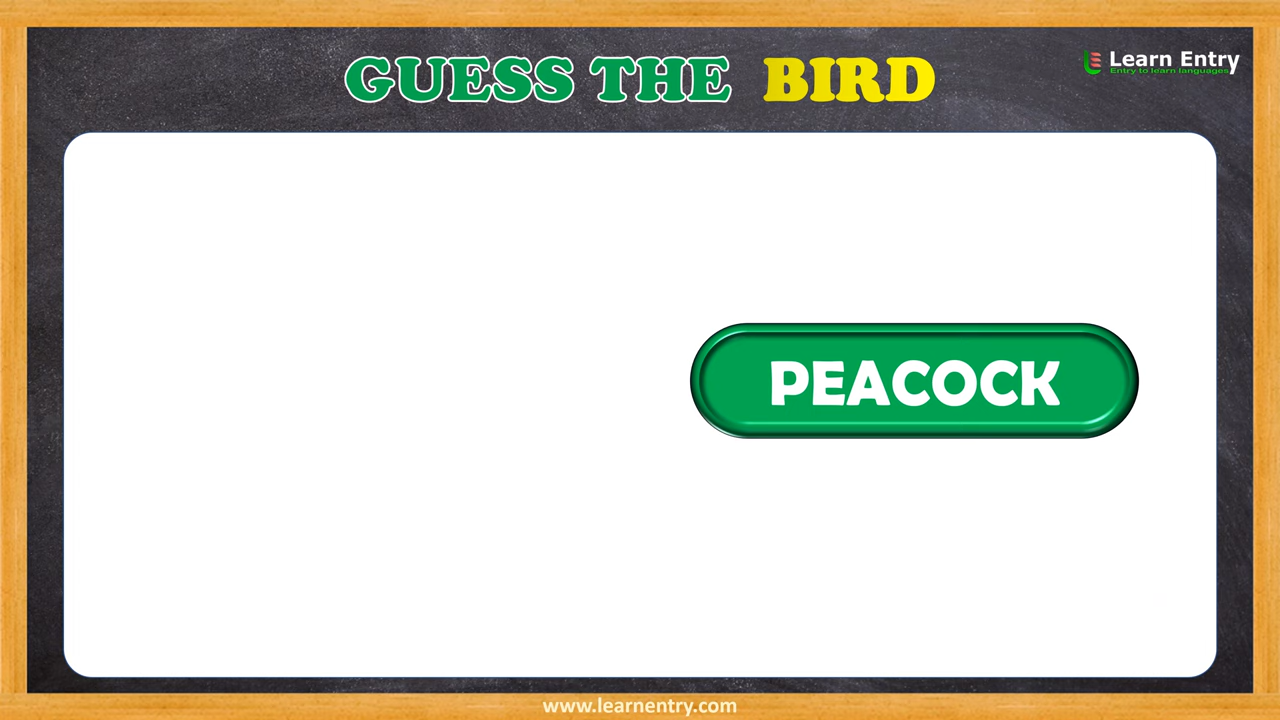 GUESS THE BIRD
Learn Entry
Entry to learn languages
PEACOCK
www.learnentry.com